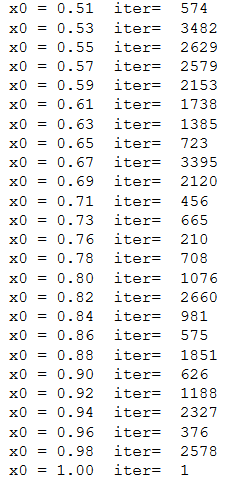 x0 = 0.51  iter=  574
x0 = 0.53  iter=  3482
x0 = 0.55  iter=  2629
x0 = 0.57  iter=  2579
x0 = 0.59  iter=  2153
x0 = 0.61  iter=  1738
x0 = 0.63  iter=  1385
x0 = 0.65  iter=  723
x0 = 0.67  iter=  3395
x0 = 0.69  iter=  2120
x0 = 0.71  iter=  456
x0 = 0.73  iter=  665
x0 = 0.76  iter=  210
x0 = 0.78  iter=  708
x0 = 0.80  iter=  1076
x0 = 0.82  iter=  2660
x0 = 0.84  iter=  981
x0 = 0.86  iter=  575
x0 = 0.88  iter=  1851
x0 = 0.90  iter=  626
x0 = 0.92  iter=  1188
x0 = 0.94  iter=  2327
x0 = 0.96  iter=  376
x0 = 0.98  iter=  2578
x0 = 1.00  iter=  1